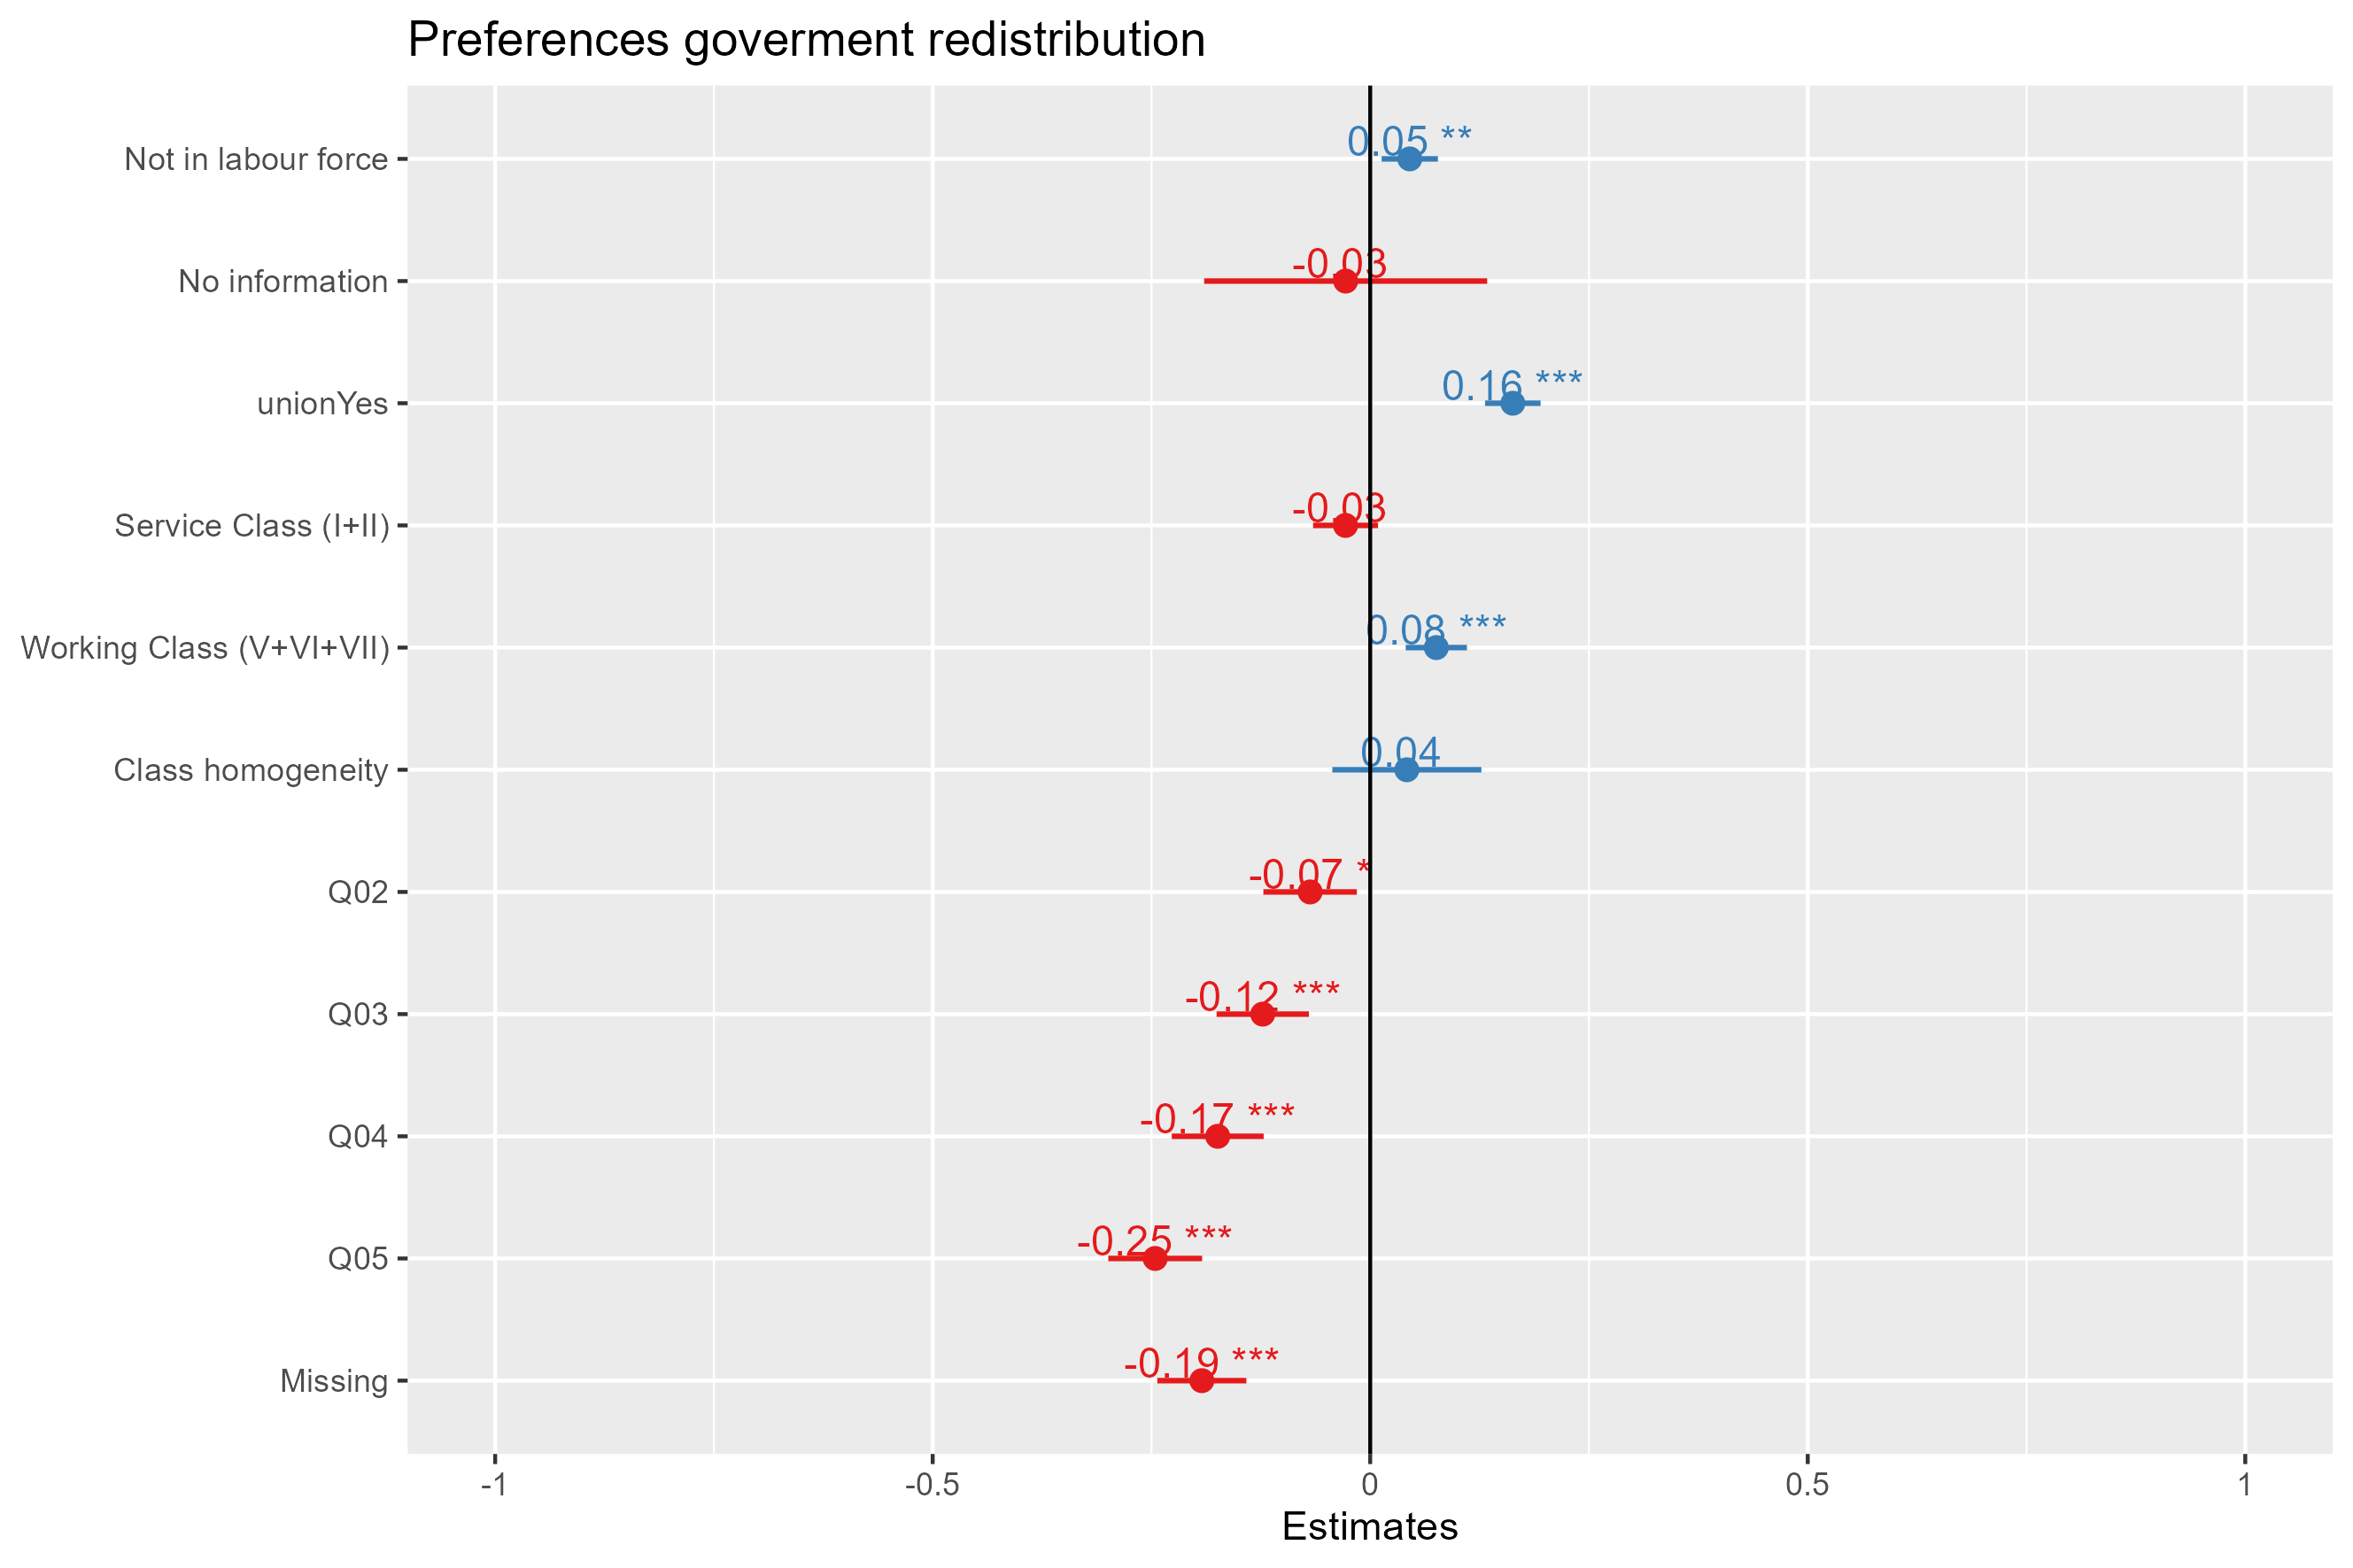 Preferences goverment redistribution
Not in labour force
0.05 **
No information
-0.03
unionYes
0.16 ***
Service Class (I+II)
-0.03
Working Class (V+VI+VII)
0.08 ***
Class homogeneity
0.04
Q02
-0.07 *
Q03
-0.12 ***
Q04
-0.17 ***
Q05
-0.25 ***
Missing
-0.19 ***
-1 -0.5 0 0.5 1
Estimates